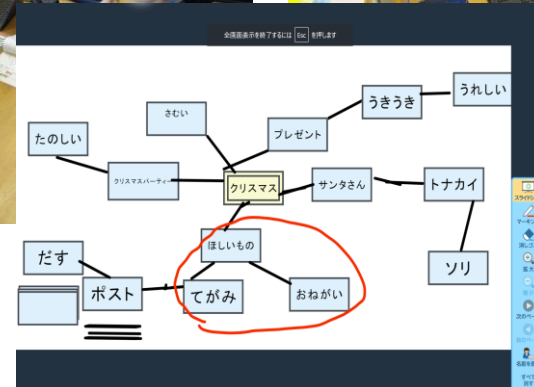 全画面表示を終了するには Esc を押します
うれしい
うきうき
さむい
プレゼント
たのしい
クリスマスパーティー
クリスマス
サンタさん
トナカイ
ほしいもの
だす
ソリ
ポスト
てがみ
おねがい
拡大